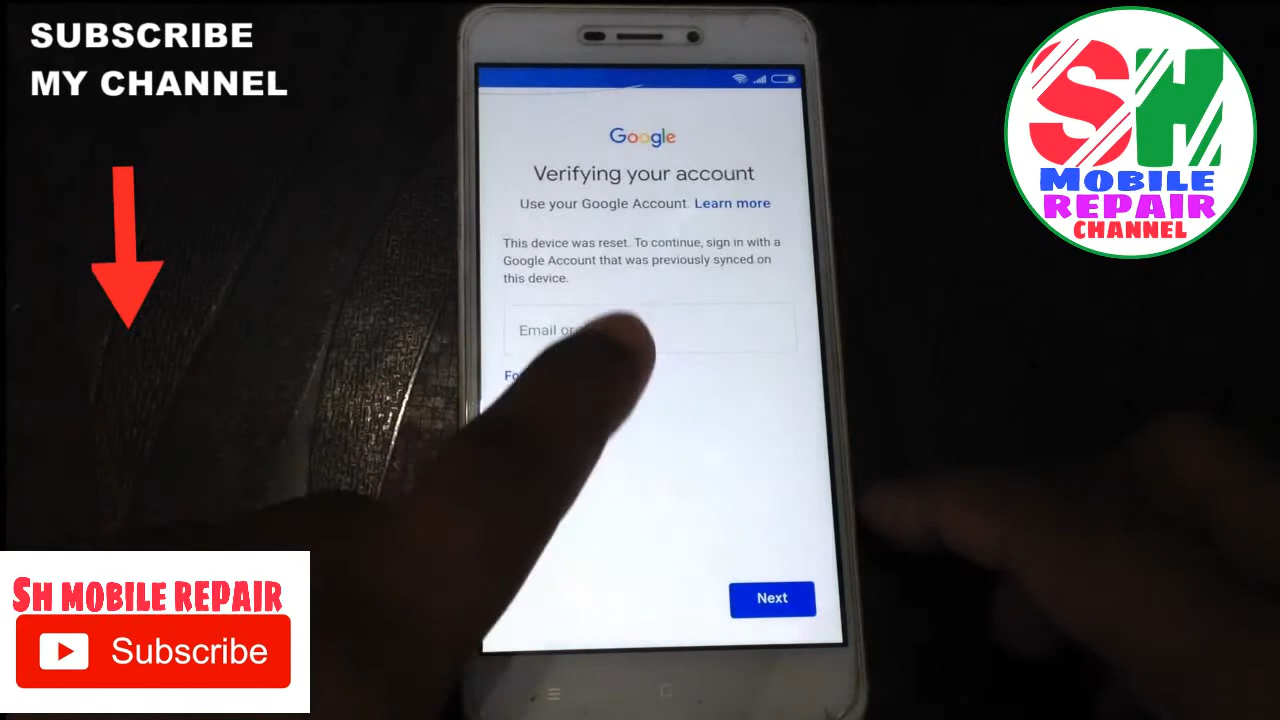 SUBSCRIBE
MY CHANNEL
SH
MOBILE
REPAIR
CHANNEL
Google
Verifying your account
Use your Google Account. Learn more
This device was reset. To continue, sign in with a
Google Account that was previously synced on
this device.
Email
Next
SH MOBILE REPAIR
Subscribe